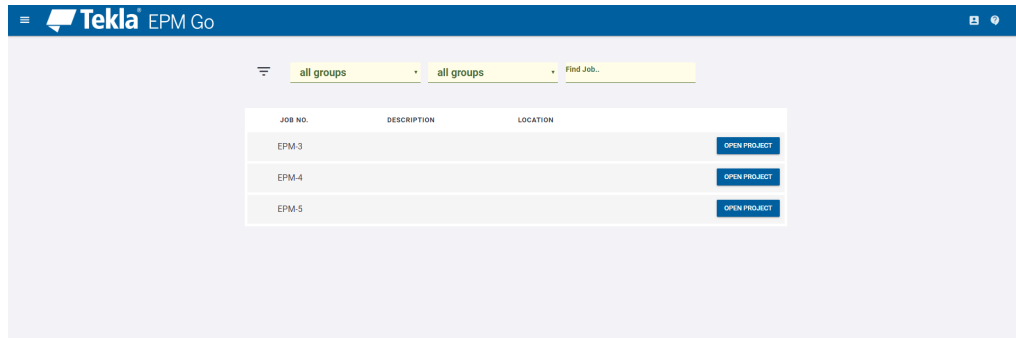 Tekla® EPM Go
all groups all groups Find Job..
JOB NO. DESCRIPTION LOCATION
EPM-3 OPEN PROJECT
EPM-4 OPEN PROJECT
EPM-5 OPEN PROJECT